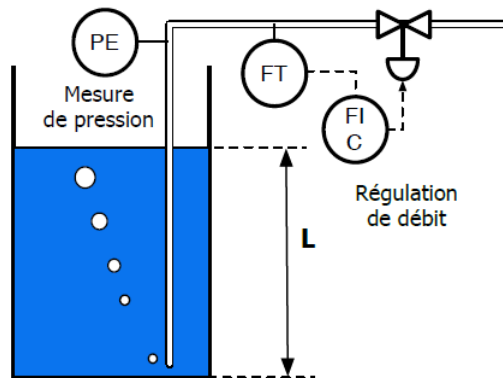 PE
FT
Mesure
de pression
FI
C
Régulation
de débit
L